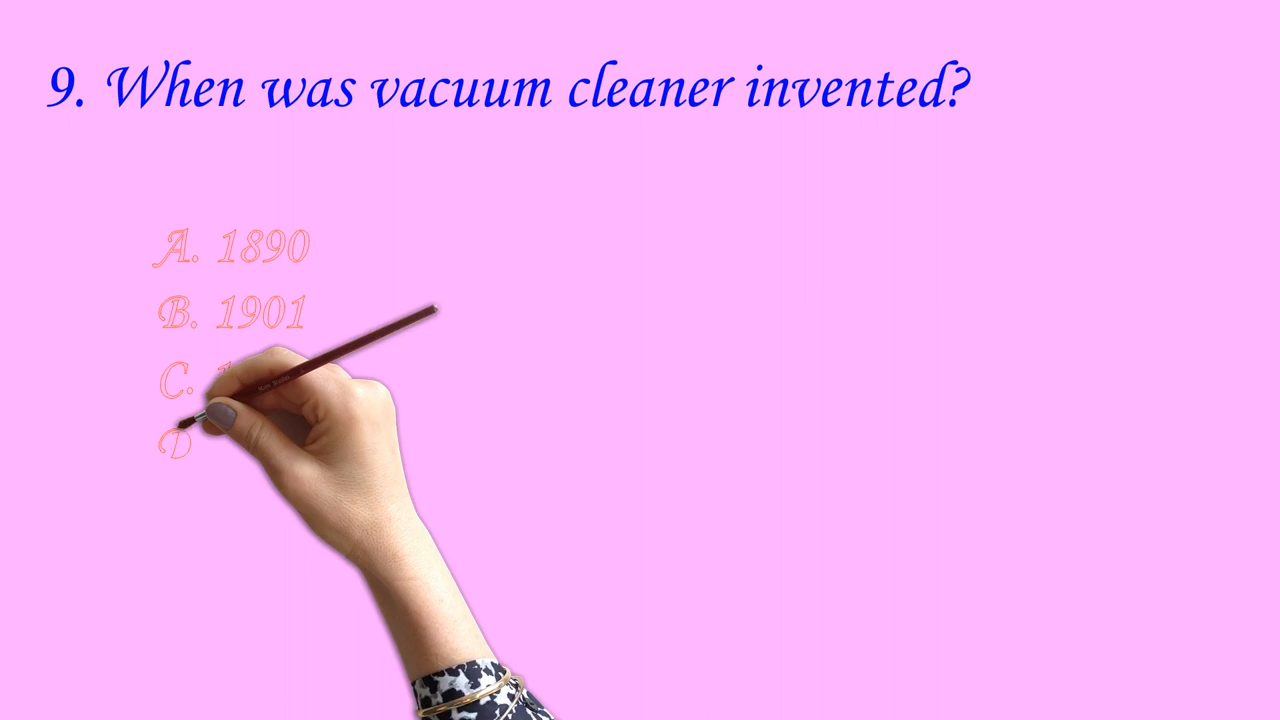 9. When was vacuum cleaner invented?
A. 1890
B. 1901
C.
D